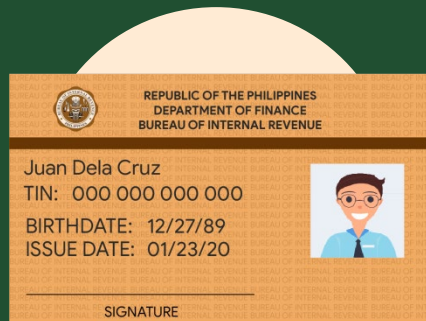 REPUBLIC OF THE PHILIPPINES
DEPARTMENT OF FINANCE
BUREAU OF INTERNAL REVENUE
Juan Dela Cruz
TIN: 000 000 000 000
BIRTHDATE: 12/27/89
ISSUE DATE: 01/23/20
SIGNATURE